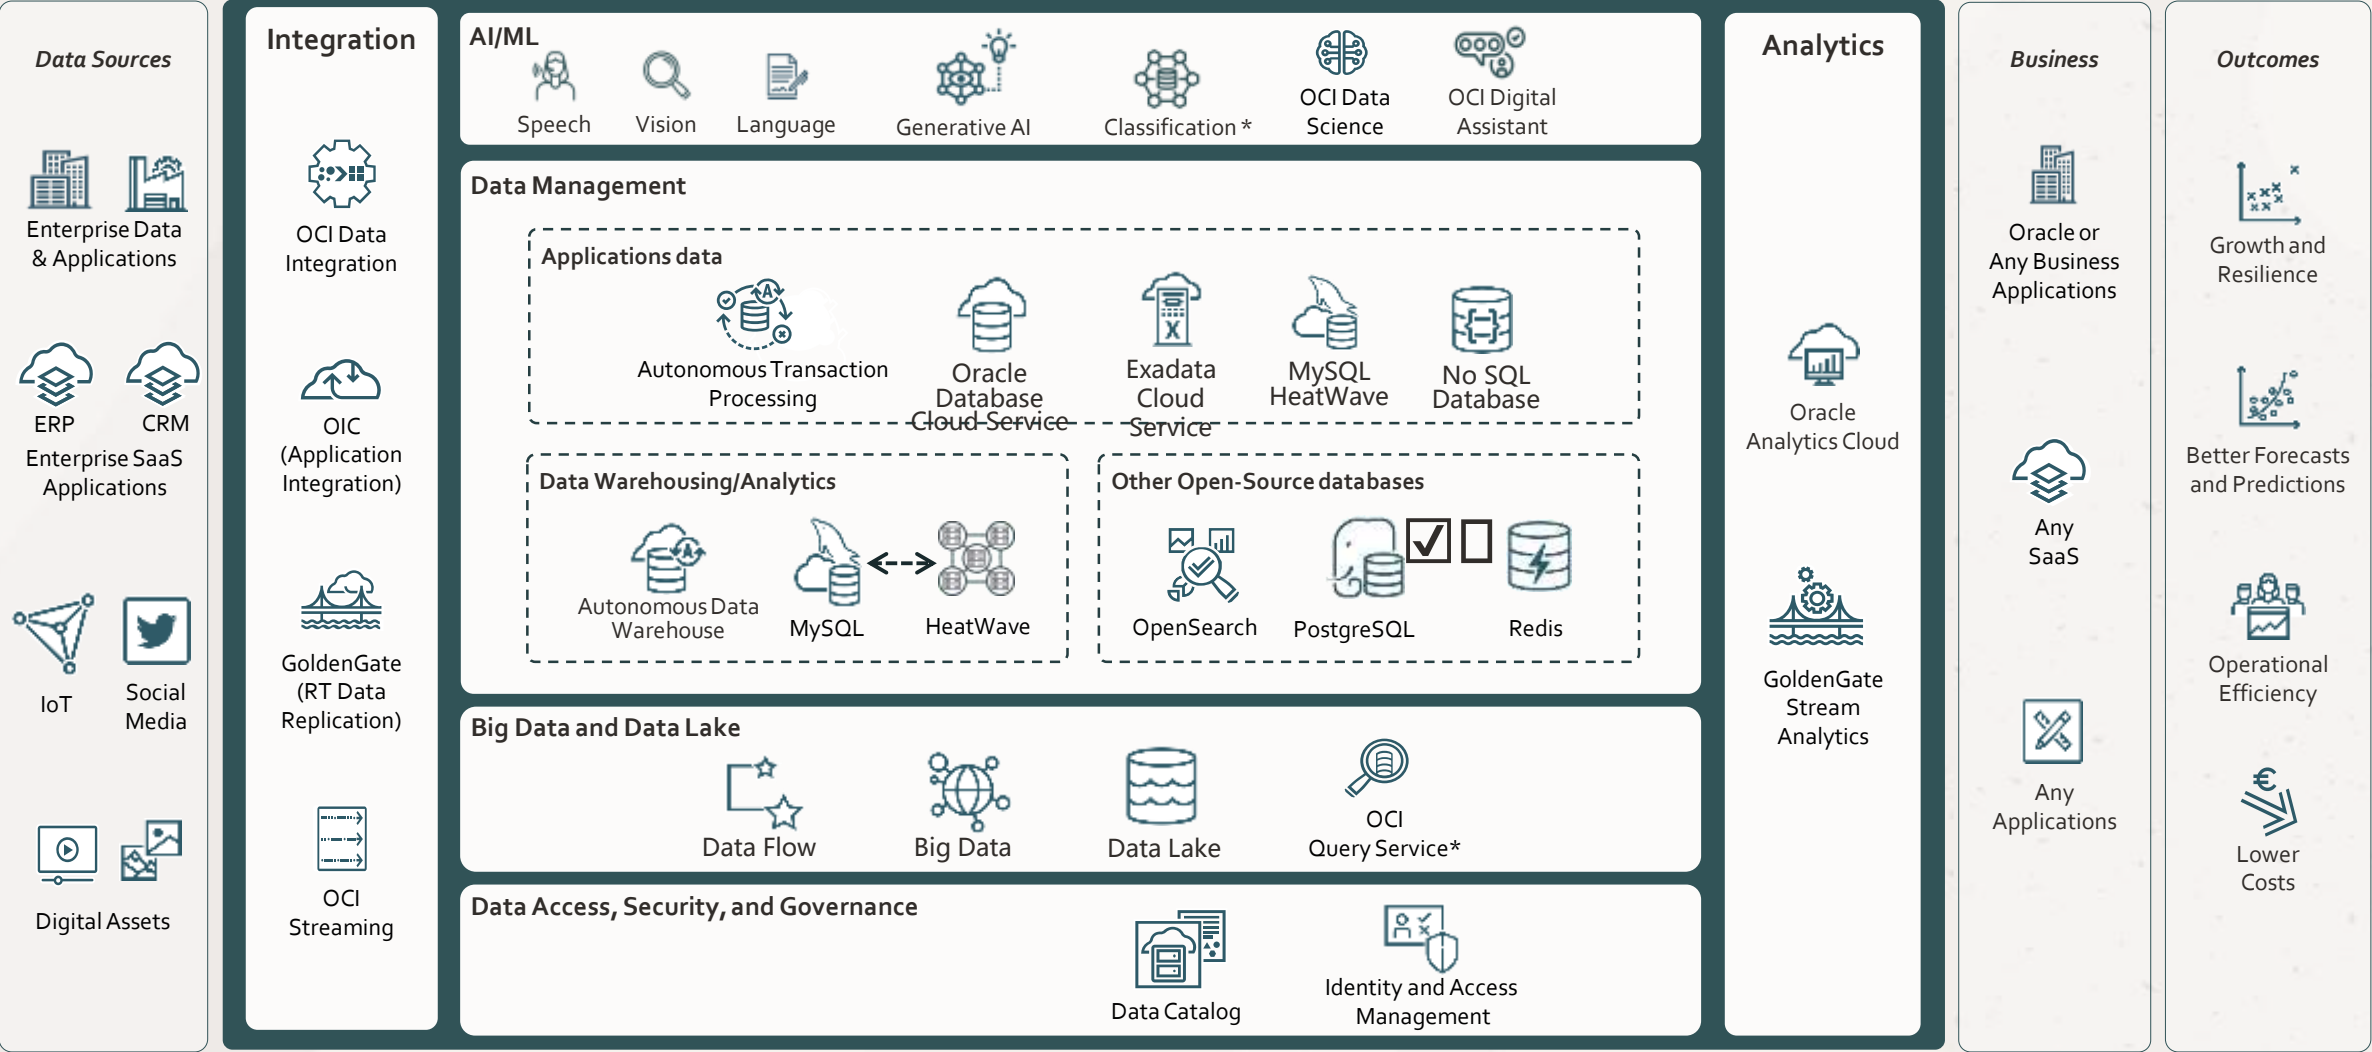 Data Sources
Enterprise Data
& Applications
ERP
CRM
Enterprise SaaS
Applications
IoT
Social
Media
Digital Assets
Integration
OCI Data
Integration
OIC
(Application
Integration)
GoldenGate
(RT Data
Replication)
OCI
Streaming
AI/ML
Speech
Vision
Language
Generative AI
Classification *
OCI Data
Science
OCI Digital
Assistant
Data Management
Applications data
Autonomous Transaction
Processing
Oracle
Database
Cloud Service
Exadata
Cloud
Service
MySQL
HeatWave
No SQL
Database
Data Warehousing/Analytics
Autonomous Data
Warehouse
MySQL
HeatWave
Other Open-Source databases
OpenSearch
PostgreSQL
Redis
Big Data and Data Lake
Data Flow
Big Data
Data Lake
OCI
Query Service*
Data Access, Security, and Governance
Data Catalog
Identity and Access
Management
Analytics
Oracle
Analytics Cloud
GoldenGate
Stream
Analytics
Business
Oracle or
Any Business
Applications
Any
SaaS
Any
Applications
Outcomes
Growth and
Resilience
Better Forecasts
and Predictions
Operational
Efficiency
Lower
Costs